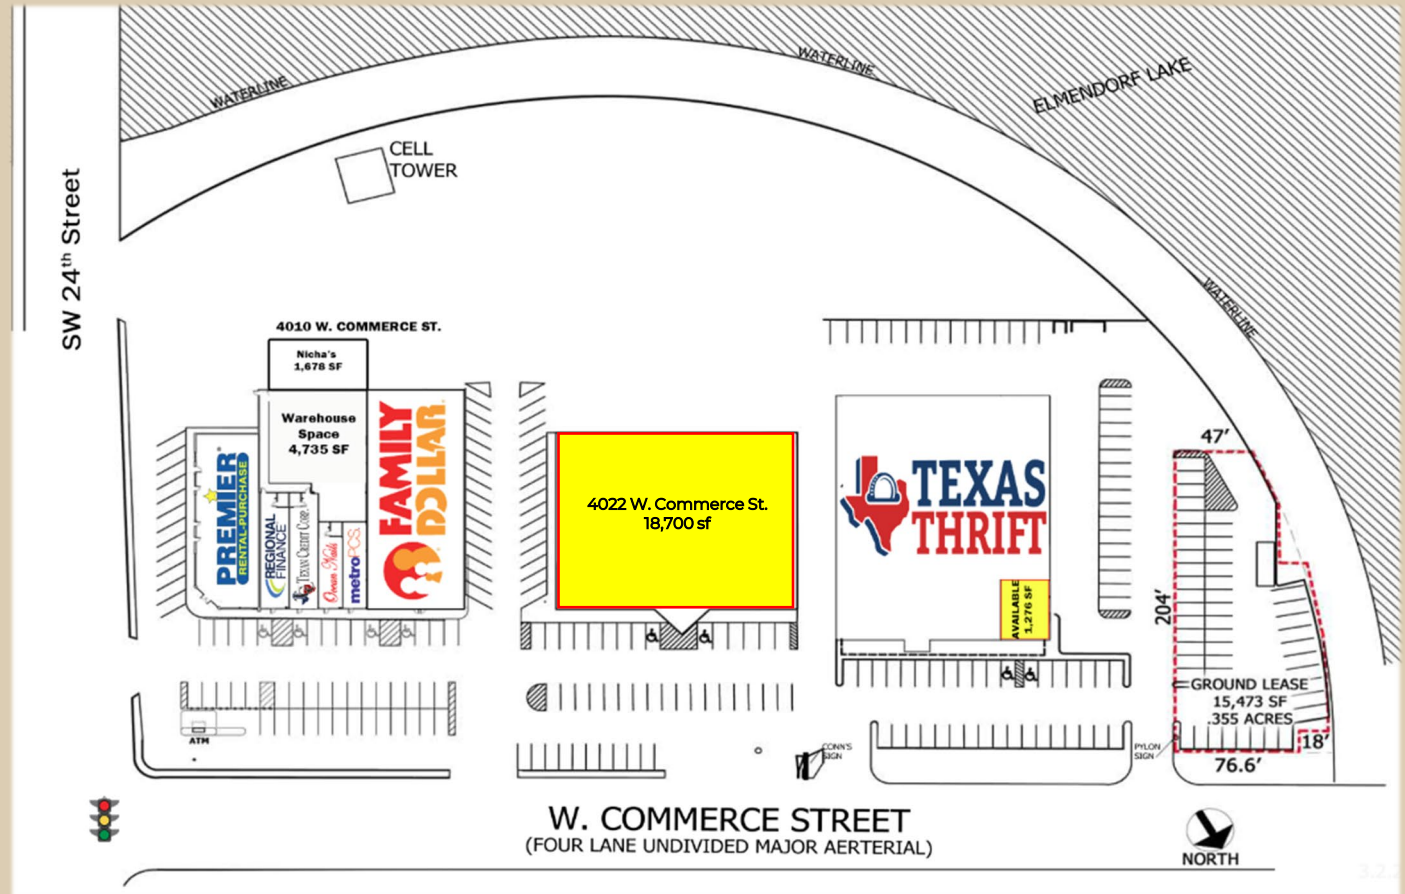 WATERLINE
WATERLINE
ELMENDORF LAKE
CELL
TOWER
SW 24th Street
WATERLINE
4010 W. COMMERCE ST.
Nicha's
1,678 SF
Warehouse
Space
4,735 SF
PREMIER
RENTAL-PURCHASE
REGIONAL
FINANCE
TEXAN CREDIT CORP.
Ocean Nails
metroPCS.
FAMILY
DOLLAR
4022 W. Commerce St.
18,700 sf
TEXAS
THRIFT
AVAILABLE
1,276 SF
47'
204'
GROUND LEASE
15,473 SF
.355 ACRES
18'
76.6'
PYLON
SIGN
CONN'S
SIGN
ATM
W. COMMERCE STREET
(FOUR LANE UNDIVIDED MAJOR AERTERIAL)
NORTH